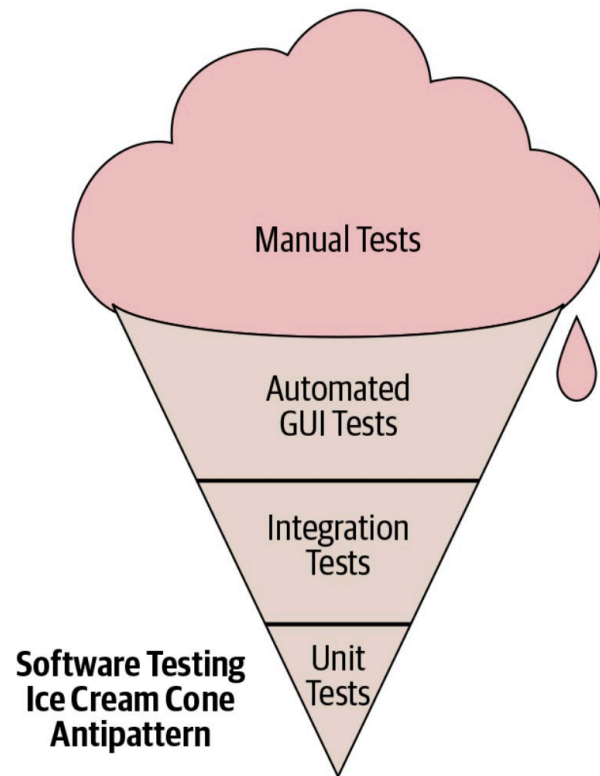 Manual Tests
Automated
GUI Tests
Integration
Tests
Unit
Tests
Software Testing
Ice Cream Cone
Antipattern